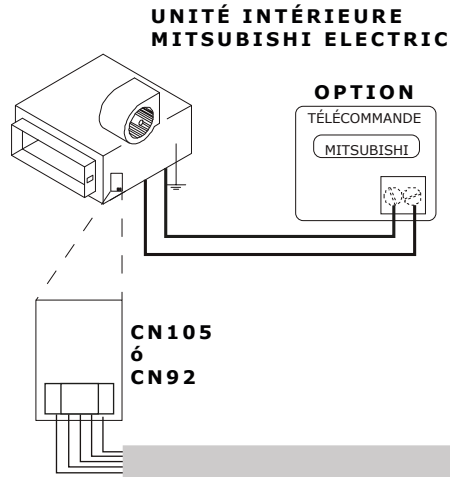 UNITÉ INTÉRIEURE
MITSUBISHI ELECTRIC
OPTION
TÉLÉCOMMANDE
MITSUBISHI
CN105
ó
CN92